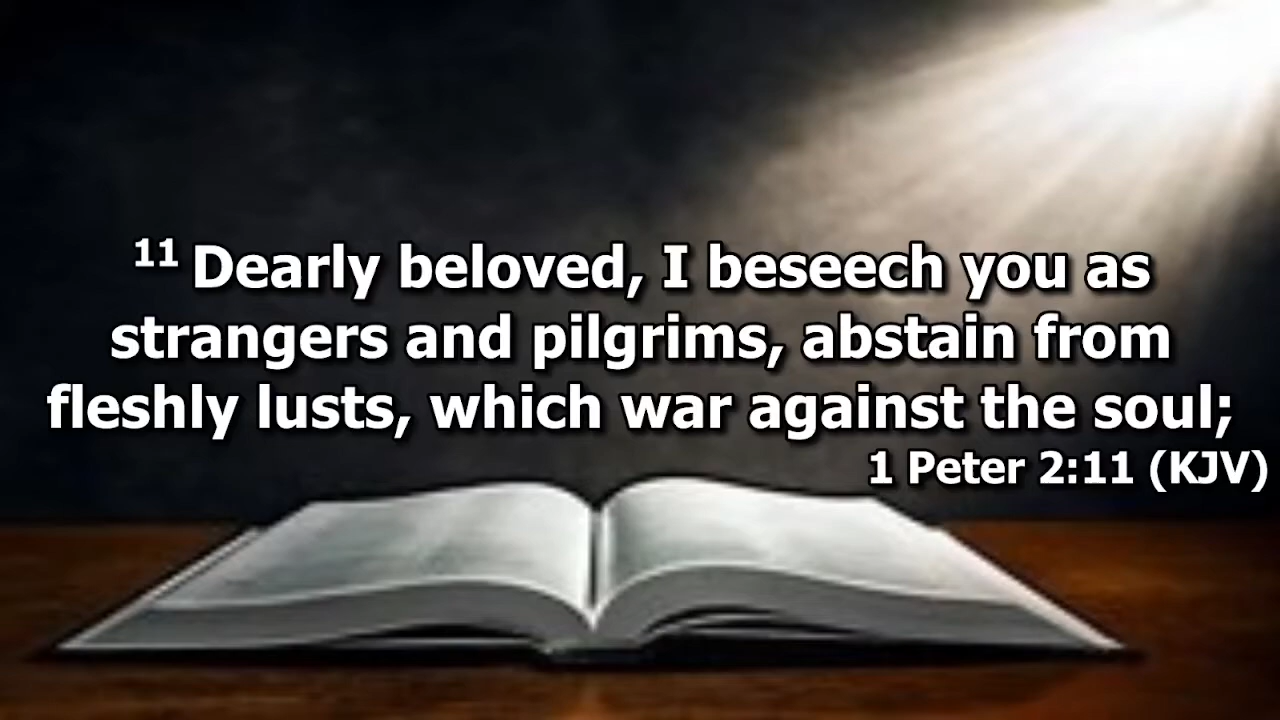 11 Dearly beloved, I beseech you as
strangers and pilgrims, abstain from
fleshly lusts, which war against the soul;
1 Peter 2:11 (KJV)